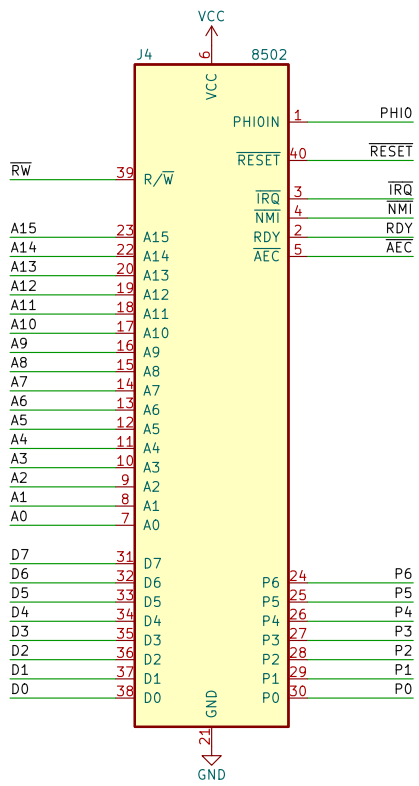 VCC
J4 6 8502
VCC
PHI0IN 1 PHI0
RESET 40 RESET
RW 39 R/W
IRQ 3 IRQ
NMI 4 NMI
A15 23 A15 RDY 2 RDY
A14 22 A14 AEC 5 AEC
A13 20 A13
A12 19 A12
A11 18 A11
A10 17 A10
A9 16 A9
A8 15 A8
A7 14 A7
A6 13 A6
A5 12 A5
A4 11 A4
A3 10 A3
A2 9 A2
A1 8 A1
A0 7 A0
D7 31 D7
D6 32 D6 P6 24 P6
D5 33 D5 P5 25 P5
D4 34 D4 P4 26 P4
D3 35 D3 P3 27 P3
D2 36 D2 P2 28 P2
D1 37 D1 P1 29 P1
D0 38 D0 P0 30 P0
GND
21
GND